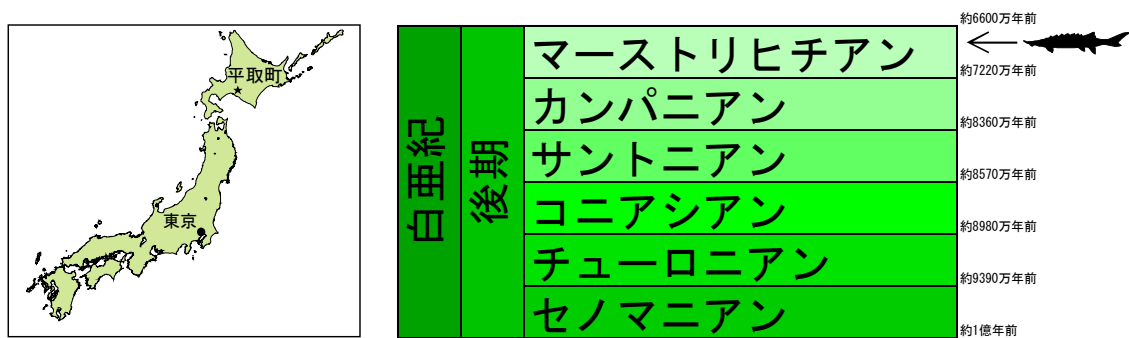 平取町
東京
白亜紀
後期
約6600万年前
マーストリヒチアン
約7220万年前
カンパニアン
約8360万年前
サントニアン
約8570万年前
コニアシアン
約8980万年前
チューロニアン
約9390万年前
セノマニアン
約1億年前